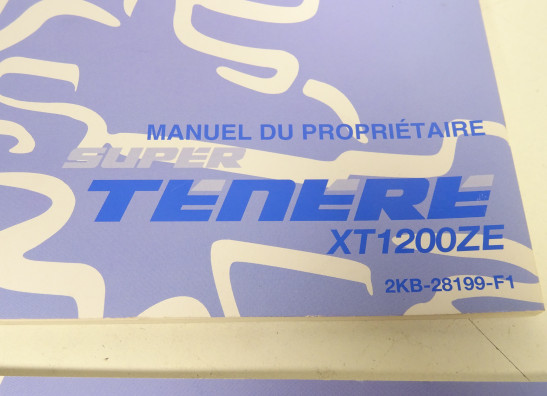 MANUEL DU PROPRIÉTAIRE
SUPER
TENERE
XT1200ZE
2KB-28199-F1